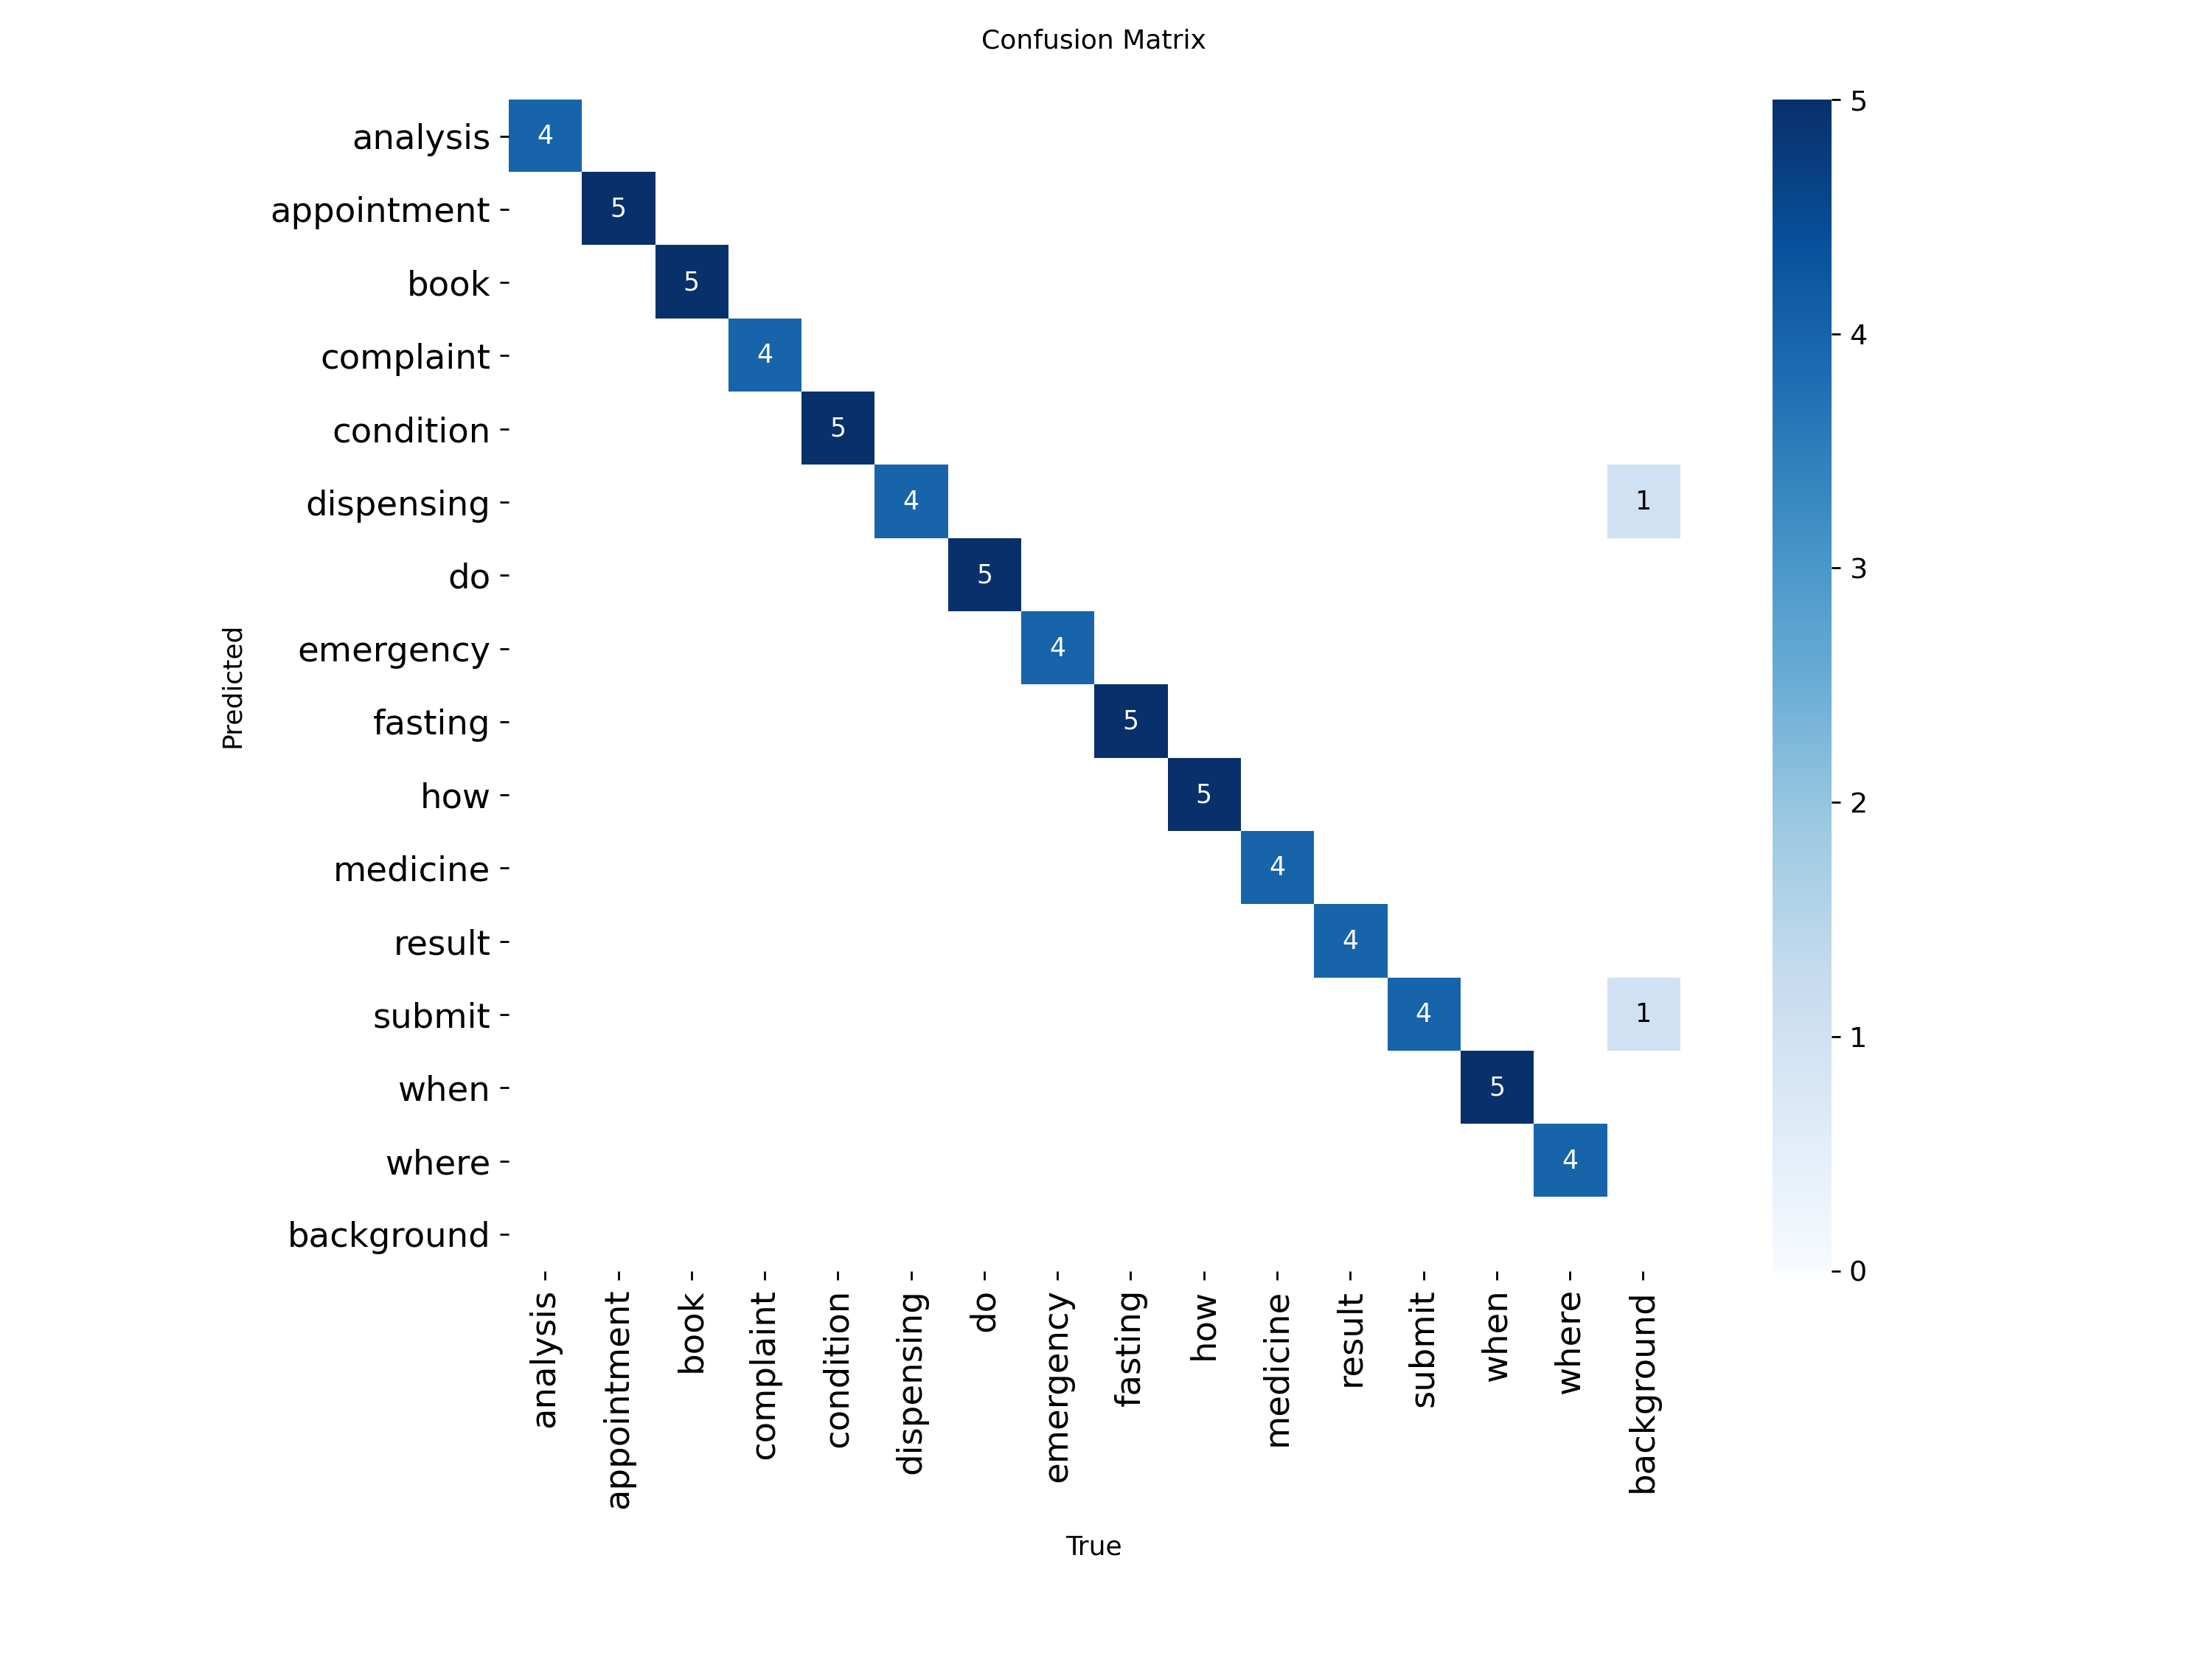 Confusion Matrix
analysis 4
appointment 5
book 5
complaint 4
condition 5
dispensing 4 1
do 5
emergency 4
fasting 5
how 5
medicine 4
result 4
submit 4 1
when 5
where 4
background
Predicted
analysis appointment book complaint condition dispensing do emergency fasting how medicine result submit when where background
True
5
4
3
2
1
0